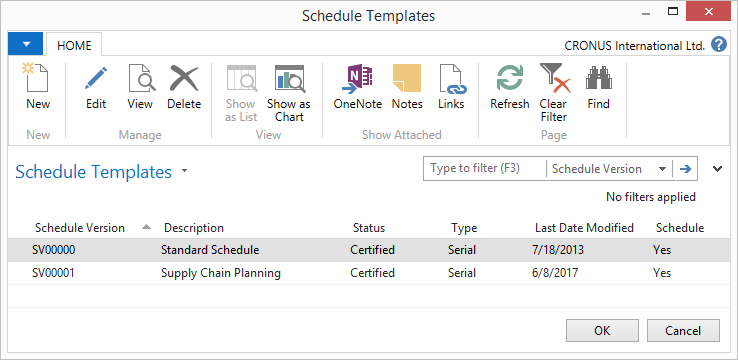 Schedule Templates
HOME
CRONUS International Ltd.
New
Edit
View
Delete
Show as List
Show as Chart
OneNote
Notes
Links
Refresh
Clear Filter
Find
New
Manage
View
Show Attached
Page
Schedule Templates
Type to filter (F3)
Schedule Version
No filters applied
Schedule Version Description Status Type Last Date Modified Schedule
SV00000 Standard Schedule Certified Serial 7/18/2013 Yes
SV00001 Supply Chain Planning Certified Serial 6/8/2017 Yes
OK
Cancel